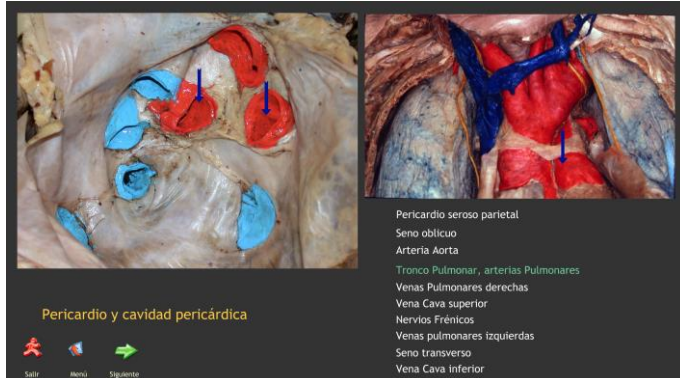 Pericardio seroso parietal
Seno oblicuo
Arteria Aorta
Tronco Pulmonar, arterias Pulmonares
Venas Pulmonares derechas
Vena Cava superior
Nervios Frénicos
Venas pulmonares izquierdas
Seno transverso
Vena Cava inferior
Pericardio y cavidad pericárdica
Salir
Menú
Siguiente